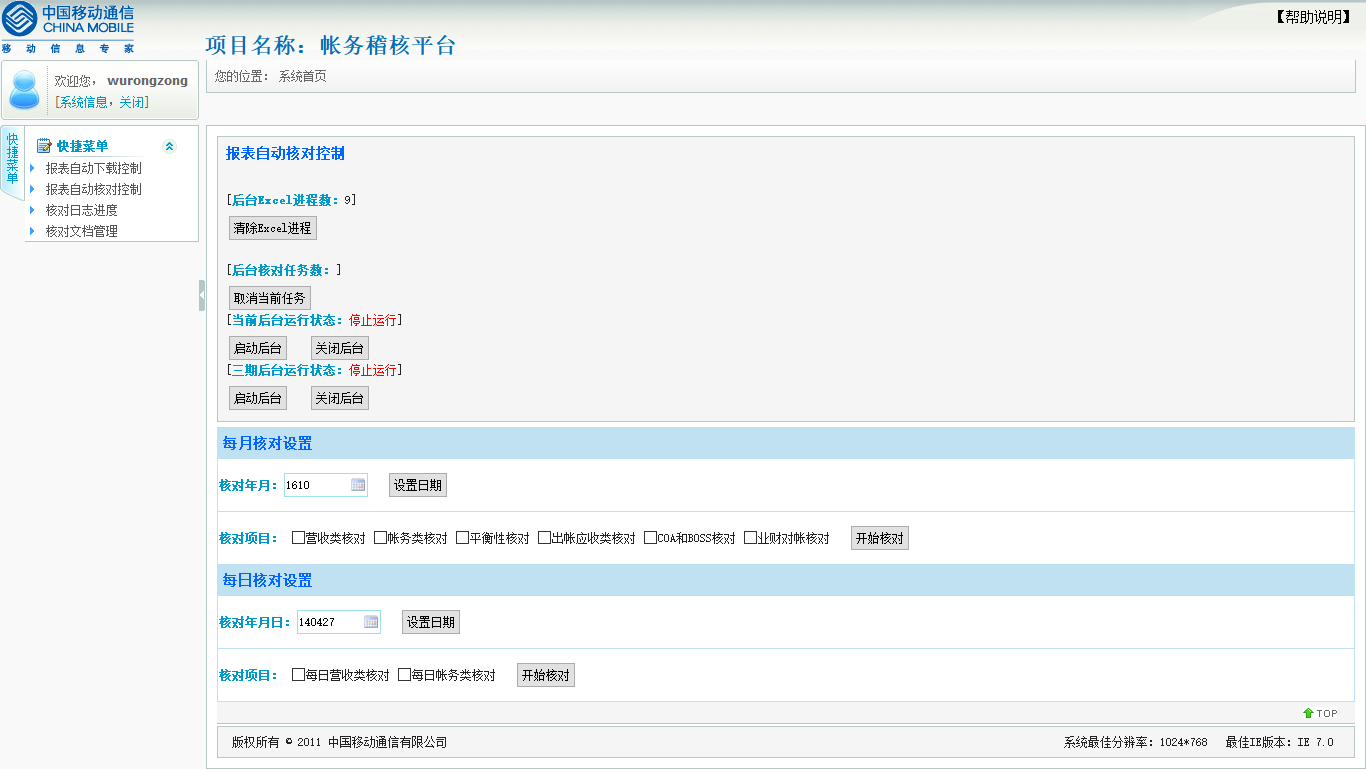 中国移动通信
CHINA MOBILE
移动信息专家
项目名称：帐务稽核平台
【帮助说明】
欢迎您， wurongzong
[系统信息，关闭]
您的位置： 系统首页
快捷菜单
快捷菜单
报表自动下载控制
报表自动核对控制
核对日志进度
核对文档管理
报表自动核对控制
[后台Excel进程数：9]
清除Excel进程
[后台核对任务数： ]
取消当前任务
[当前后台运行状态：停止运行]
启动后台 关闭后台
[三期后台运行状态：停止运行]
启动后台 关闭后台
每月核对设置
核对年月： 1610 设置日期
核对项目： 营收类核对 帐务类核对 平衡性核对 出帐应收类核对 COA和BOSS核对 业财对帐核对 开始核对
每日核对设置
核对年月日： 140427 设置日期
核对项目： 每日营收类核对 每日帐务类核对 开始核对
TOP
版权所有 © 2011 中国移动通信有限公司 系统最佳分辨率：1024*768 最佳IE版本：IE 7.0